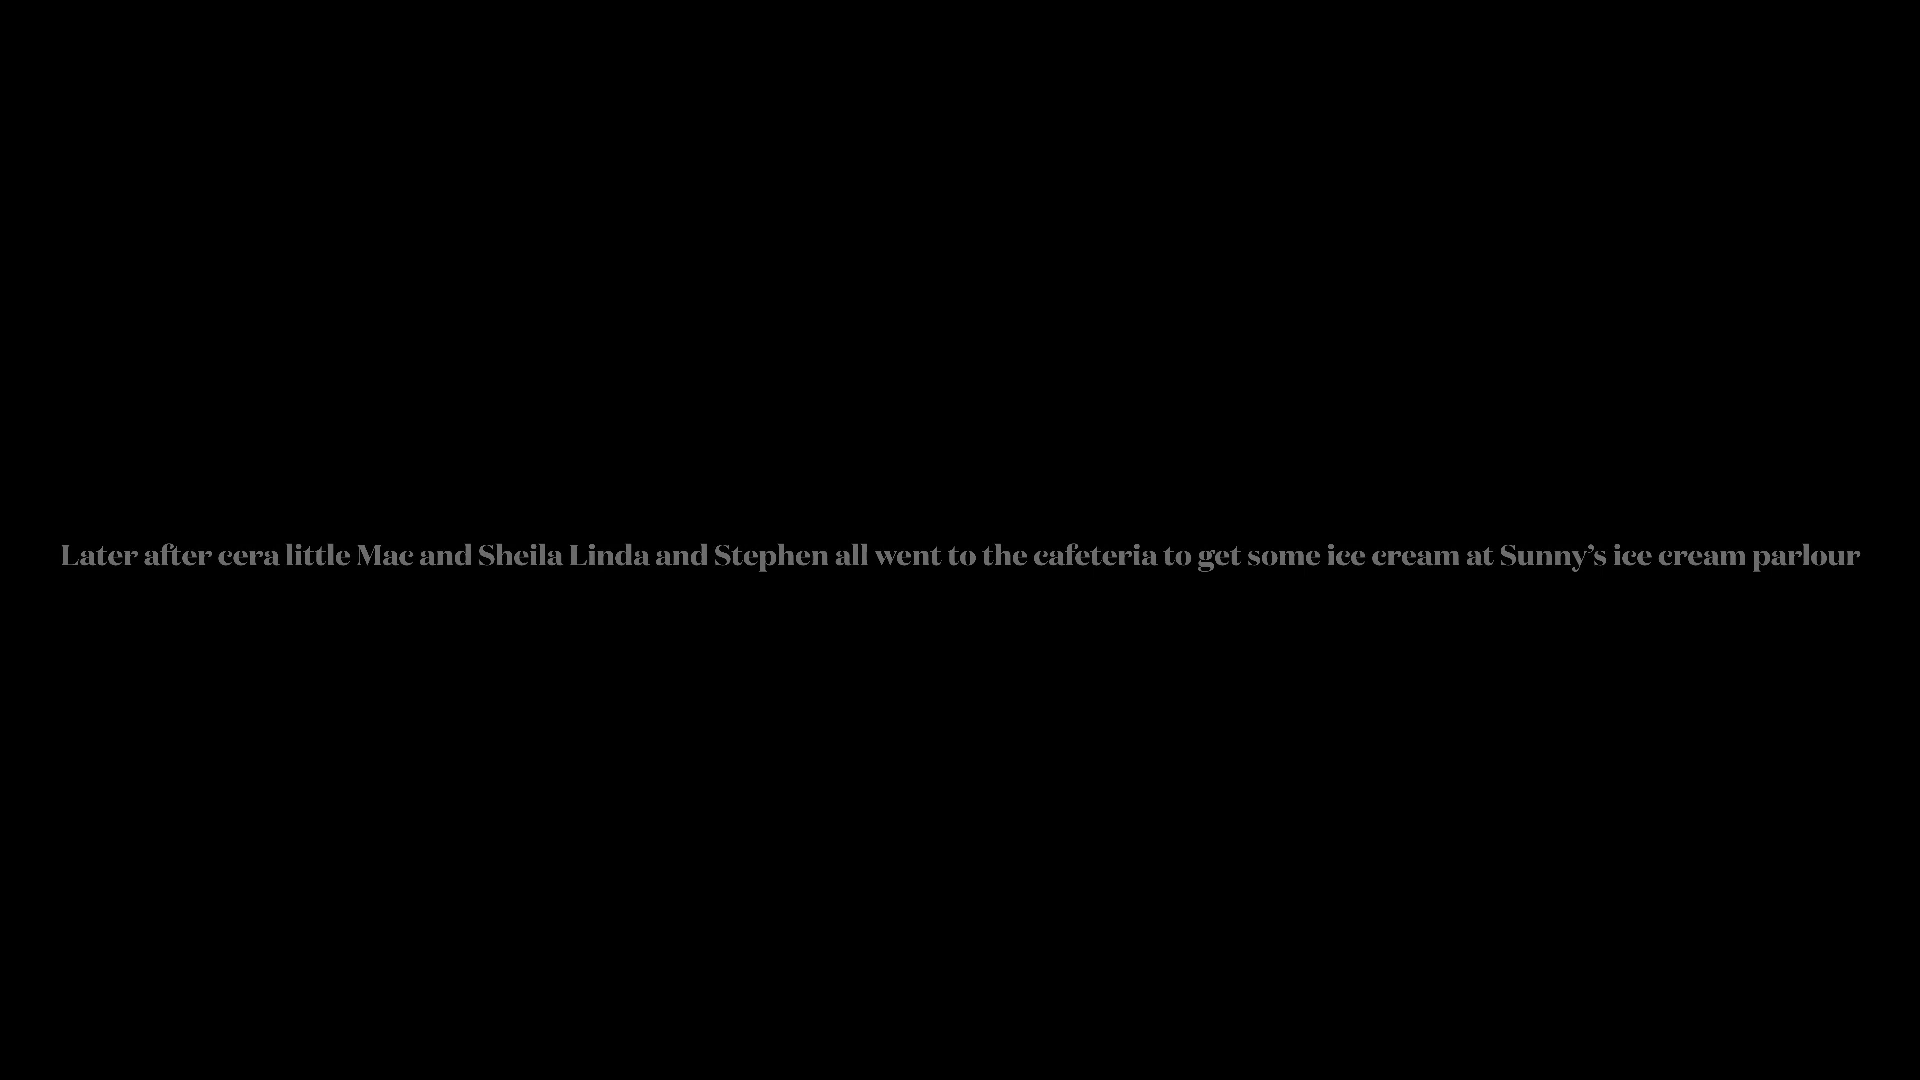 Later after cera little Mac and Sheila Linda and Stephen all went to the cafeteria to get some ice cream at Sunny’s ice cream parlour